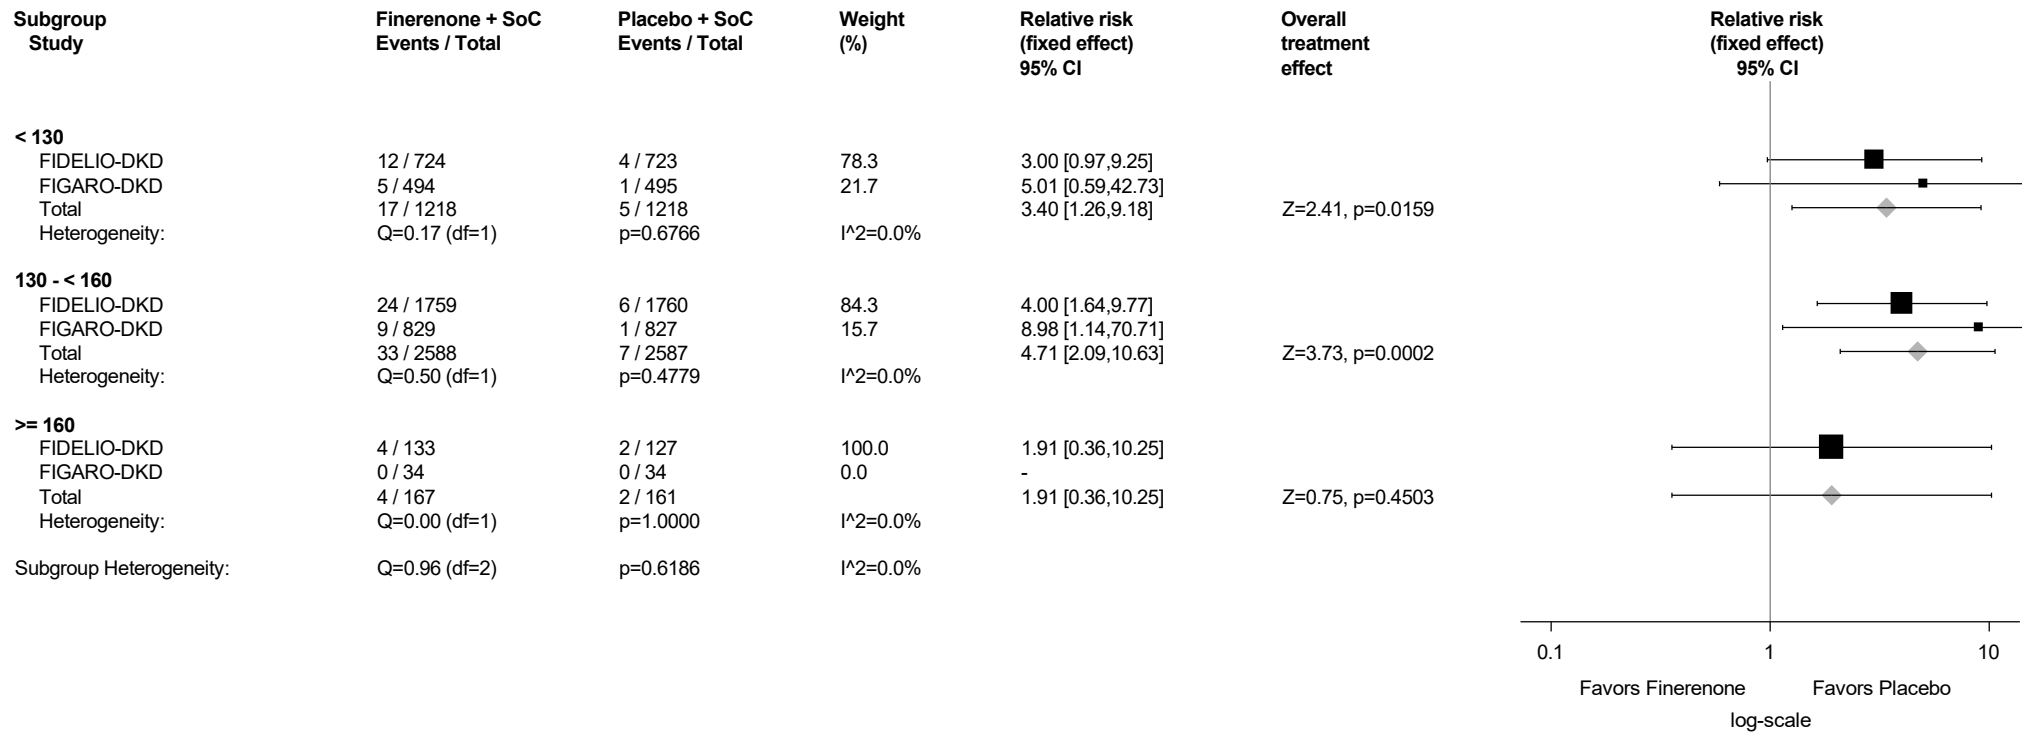 Subgroup Finerenone + SoC Placebo + SoC Weight Relative risk Overall Relative risk
Study Events / Total Events / Total (%) (fixed effect) treatment (fixed effect)
95% CI effect 95% CI
< 130
FIDELIO-DKD 12 / 724 4 / 723 78.3 3.00 [0.97,9.25]
FIGARO-DKD 5 / 494 1 / 495 21.7 5.01 [0.59,42.73]
Total 17 / 1218 5 / 1218 3.40 [1.26,9.18] Z=2.41, p=0.0159
Heterogeneity: Q=0.17 (df=1) p=0.6766 I^2=0.0%
130 - < 160
FIDELIO-DKD 24 / 1759 6 / 1760 84.3 4.00 [1.64,9.77]
FIGARO-DKD 9 / 829 1 / 827 15.7 8.98 [1.14,70.71]
Total 33 / 2588 7 / 2587 4.71 [2.09,10.63] Z=3.73, p=0.0002
Heterogeneity: Q=0.50 (df=1) p=0.4779 I^2=0.0%
>= 160
FIDELIO-DKD 4 / 133 2 / 127 100.0 1.91 [0.36,10.25]
FIGARO-DKD 0 / 34 0 / 34 0.0 -
Total 4 / 167 2 / 161 1.91 [0.36,10.25] Z=0.75, p=0.4503
Heterogeneity: Q=0.00 (df=1) p=1.0000 I^2=0.0%
Subgroup Heterogeneity: Q=0.96 (df=2) p=0.6186 I^2=0.0%
0.1 1 10
Favors Finerenone Favors Placebo
log-scale